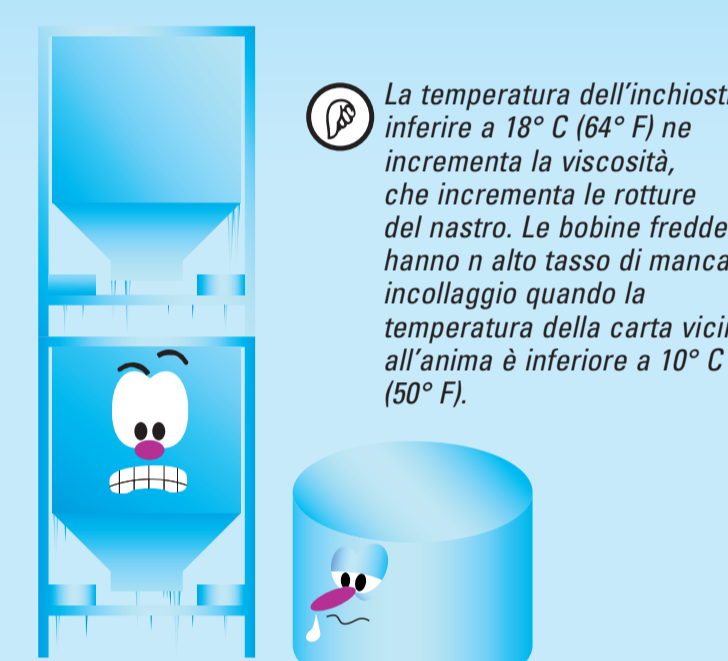 La temperatura dell'inchiost
inferire a 18° C (64° F) ne
incrementa la viscosità,
che incrementa le rotture
del nastro. Le bobine fredde
hanno n alto tasso di manca
incollaggio quando la
temperatura della carta vici
all'anima è inferiore a 10° C
(50° F).